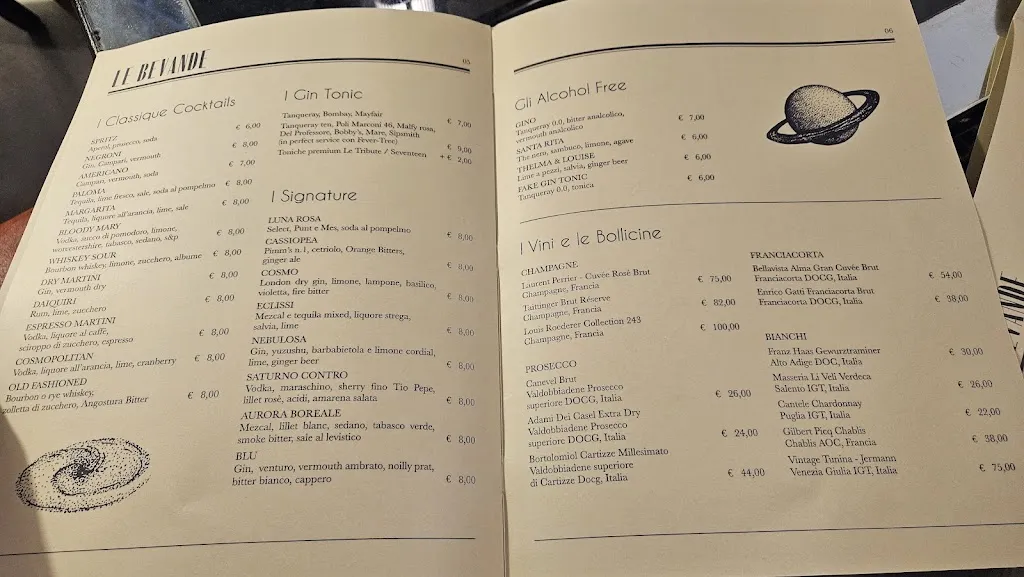 LE BEVANDE
05
I Classique Cocktails
SPRITZ
Aperol, prosecco, soda € 6,00
NEGRONI
Gin, Campari, vermouth € 8,00
AMERICANO
Campari, vermouth, soda € 7,00
PALOMA
Tequila, lime fresco, sale, soda al pompelmo € 8,00
MARGARITA
Tequila, liquore all'arancia, lime, sale € 8,00
BLOODY MARY
Vodka, succo di pomodoro, limone,
worcestershire, tabasco, sedano, s&p € 8,00
WHISKEY SOUR
Bourbon whiskey, limone, zucchero, albume € 8,00
DRY MARTINI
Gin, vermouth dry € 8,00
DAIQUIRI
Rum, lime, zucchero € 8,00
ESPRESSO MARTINI
Vodka, liquore al caffè,
sciroppo di zucchero, espresso € 8,00
COSMOPOLITAN
Vodka, liquore all'arancia, lime, cranberry € 8,00
OLD FASHIONED
Bourbon o rye whiskey,
zolletta di zucchero, Angostura Bitter € 8,00
I Gin Tonic
Tanqueray, Bombay, Mayfair € 7,00
Tanqueray ten, Poli Marconi 46, Malfy rosa,
Del Professore, Bobby's, Mare, Sipsmith
(in perfect service con Fever-Tree) € 9,00
Toniche premium Le Tribute / Seventeen + € 2,00
I Signature
LUNA ROSA
Select, Punt e Mes, soda al pompelmo € 8,00
CASSIOPEA
Pimm's n.1, cetriolo, Orange Bitters,
ginger ale € 8,00
COSMO
London dry gin, limone, lampone, basilico,
violetta, fire bitter € 8,00
ECLISSI
Mezcal e tequila mixed, liquore strega,
salvia, lime € 8,00
NEBULOSA
Gin, yuzushu, barbabietola e limone cordial,
lime, ginger beer € 8,00
SATURNO CONTRO
Vodka, maraschino, sherry fino Tio Pepe,
lillet rosè, acidi, amarena salata € 8,00
AURORA BOREALE
Mezcal, lillet blanc, sedano, tabasco verde,
smoke bitter, sale al levistico € 8,00
BLU
Gin, venturo, vermouth ambrato, noilly prat,
bitter bianco, cappero € 8,00
06
Gli Alcohol Free
GINO
Tanqueray 0.0, bitter analcolico,
vermouth analcolico € 7,00
SANTA RITA
The nero, sambuco, limone, agave € 6,00
THELMA & LOUISE
Lime a pezzi, salvia, ginger beer € 6,00
FAKE GIN TONIC
Tanqueray 0.0, tonica € 6,00
I Vini e le Bollicine
CHAMPAGNE
Laurent Perrier - Cuvée Rosè Brut
Champagne, Francia € 75,00
Taittinger Brut Réserve
Champagne, Francia € 82,00
Louis Roederer Collection 243
Champagne, Francia € 100,00
PROSECCO
Canevel Brut
Valdobbiadene Prosecco
superiore DOCG, Italia € 26,00
Adami Dei Casel Extra Dry
Valdobbiadene Prosecco
superiore DOCG, Italia € 24,00
Bortolomiol Cartizze Millesimato
Valdobbiadene superiore
di Cartizze Docg, Italia € 44,00
FRANCIACORTA
Bellavista Alma Gran Cuvée Brut
Franciacorta DOCG, Italia € 54,00
Enrico Gatti Franciacorta Brut
Franciacorta DOCG, Italia € 38,00
BIANCHI
Franz Haas Gewurztraminer
Alto Adige DOC, Italia € 30,00
Masseria Li Veli Verdeca
Salento IGT, Italia € 26,00
Cantele Chardonnay
Puglia IGT, Italia € 22,00
Gilbert Picq Chablis
Chablis AOC, Francia € 38,00
Vintage Tunina - Jermann
Venezia Giulia IGT, Italia € 75,00